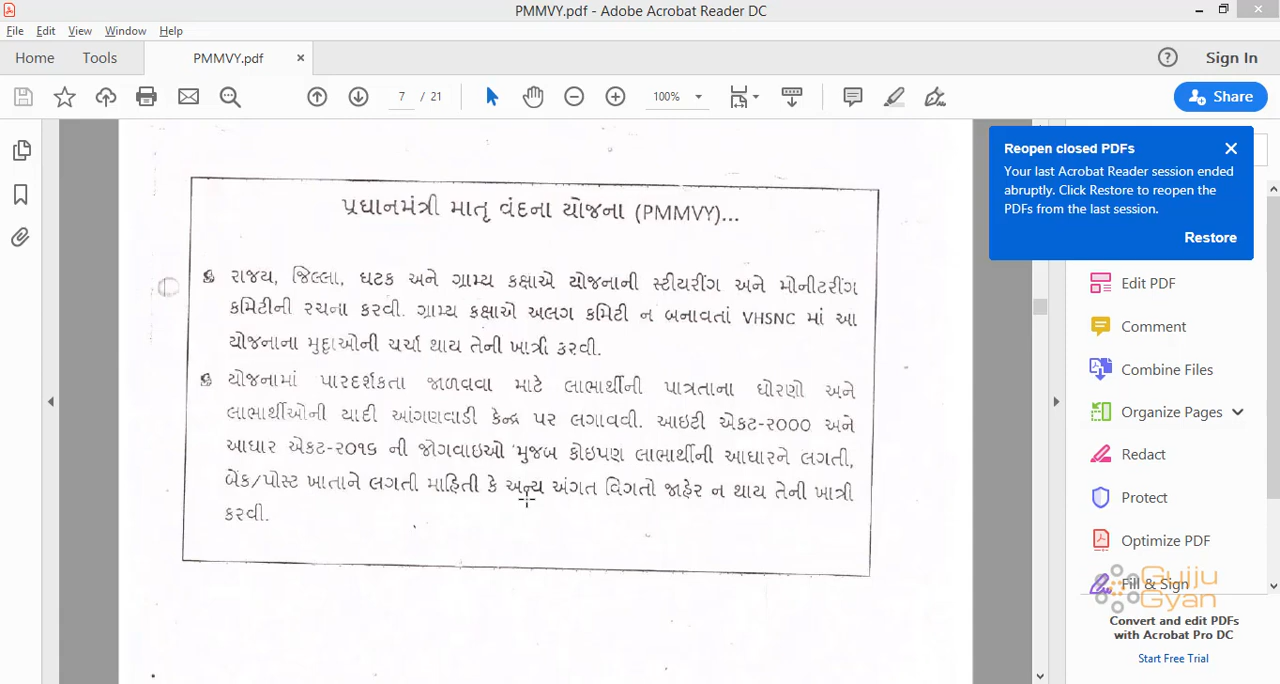 PMMVY.pdf - Adobe Acrobat Reader DC
File Edit View Window Help
Home Tools PMMVY.pdf × Sign In
7 / 21 100% Share
Reopen closed PDFs
Your last Acrobat Reader session ended
abruptly. Click Restore to reopen the
PDFs from the last session.
Restore
પ્રધાનમંત્રી માતૃ વંદના યોજના (PMMVY)...
રાજય, જિલ્લા, ઘટક અને ગ્રામ્ય કક્ષાએ યોજનાની સ્ટીયરીંગ અને મોનીટરીંગ
કમિટીની રચના કરવી. ગ્રામ્ય કક્ષાએ અલગ કમિટી ન બનાવતાં VHSNC માં આ
યોજનાના મુદ્દાઓની ચર્ચા થાય તેની ખાત્રી કરવી.
યોજનામાં પારદર્શકતા જાળવવા માટે લાભાર્થીની પાત્રતાના ધોરણો અને
લાભાર્થીઓની યાદી આંગણવાડી કેન્દ્ર પર લગાવવી. આઇટી એકટ-૨૦૦૦ અને
આધાર એકટ-૨૦૧૬ ની જોગવાઇઓ મુજબ કોઇપણ લાભાર્થીની આધારને લગતી,
બેંક/પોસ્ટ ખાતાને લગતી માહિતી કે અન્ય અંગત વિગતો જાહેર ન થાય તેની ખાત્રી
કરવી.
Edit PDF
Comment
Combine Files
Organize Pages
Redact
Protect
Optimize PDF
Fill & Sign
Gujju
Gyan
Convert and edit PDFs
with Acrobat Pro DC
Start Free Trial